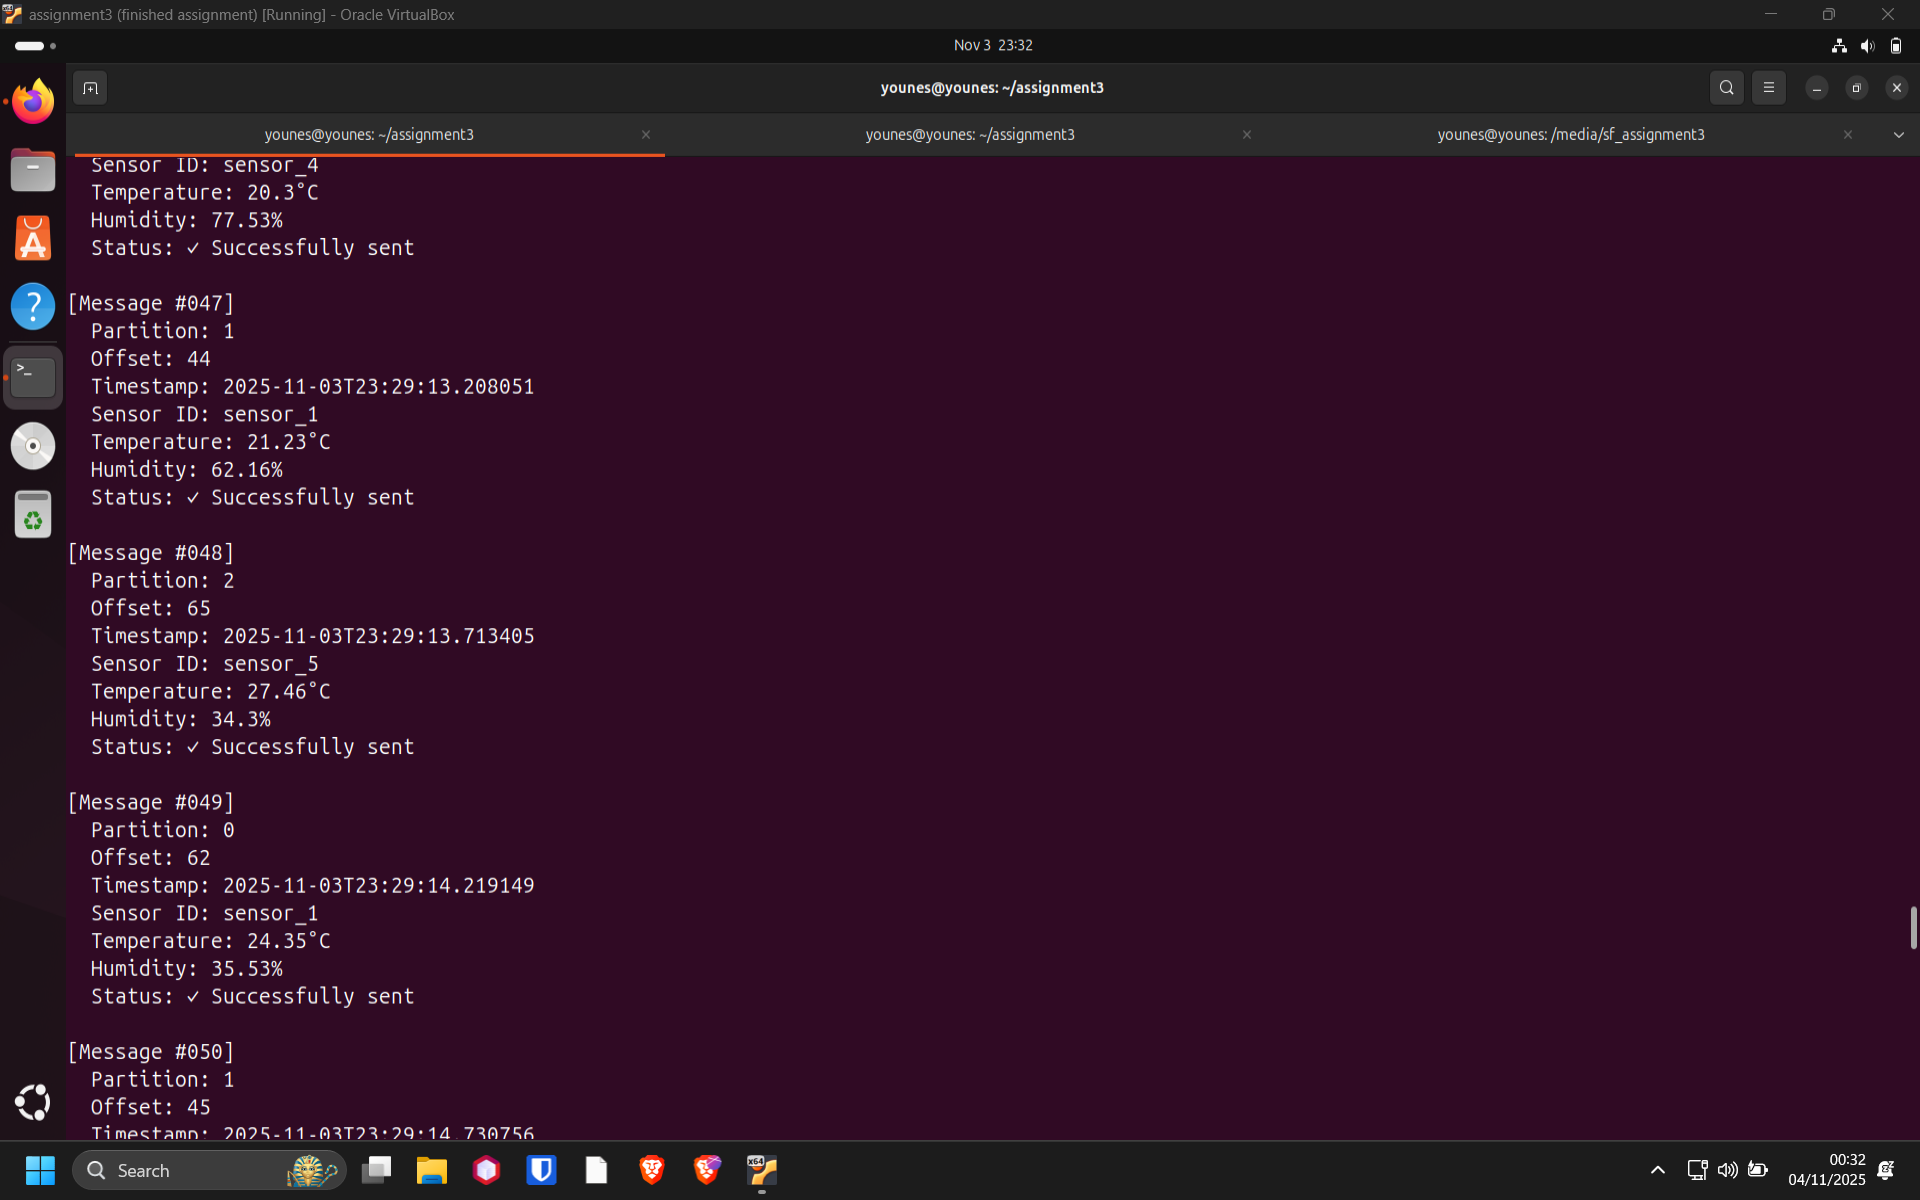 assignment3 (finished assignment) [Running] - Oracle VirtualBox
Nov 3 23:32
younes@younes: ~/assignment3
younes@younes: ~/assignment3
younes@younes: ~/assignment3
younes@younes: /media/sf_assignment3
Sensor ID: sensor_4
Temperature: 20.3°C
Humidity: 77.53%
Status: ✓ Successfully sent
[Message #047]
Partition: 1
Offset: 44
Timestamp: 2025-11-03T23:29:13.208051
Sensor ID: sensor_1
Temperature: 21.23°C
Humidity: 62.16%
Status: ✓ Successfully sent
[Message #048]
Partition: 2
Offset: 65
Timestamp: 2025-11-03T23:29:13.713405
Sensor ID: sensor_5
Temperature: 27.46°C
Humidity: 34.3%
Status: ✓ Successfully sent
[Message #049]
Partition: 0
Offset: 62
Timestamp: 2025-11-03T23:29:14.219149
Sensor ID: sensor_1
Temperature: 24.35°C
Humidity: 35.53%
Status: ✓ Successfully sent
[Message #050]
Partition: 1
Offset: 45
Timestamp: 2025-11-03T23:29:14.730756
Search
x64
00:32
04/11/2025